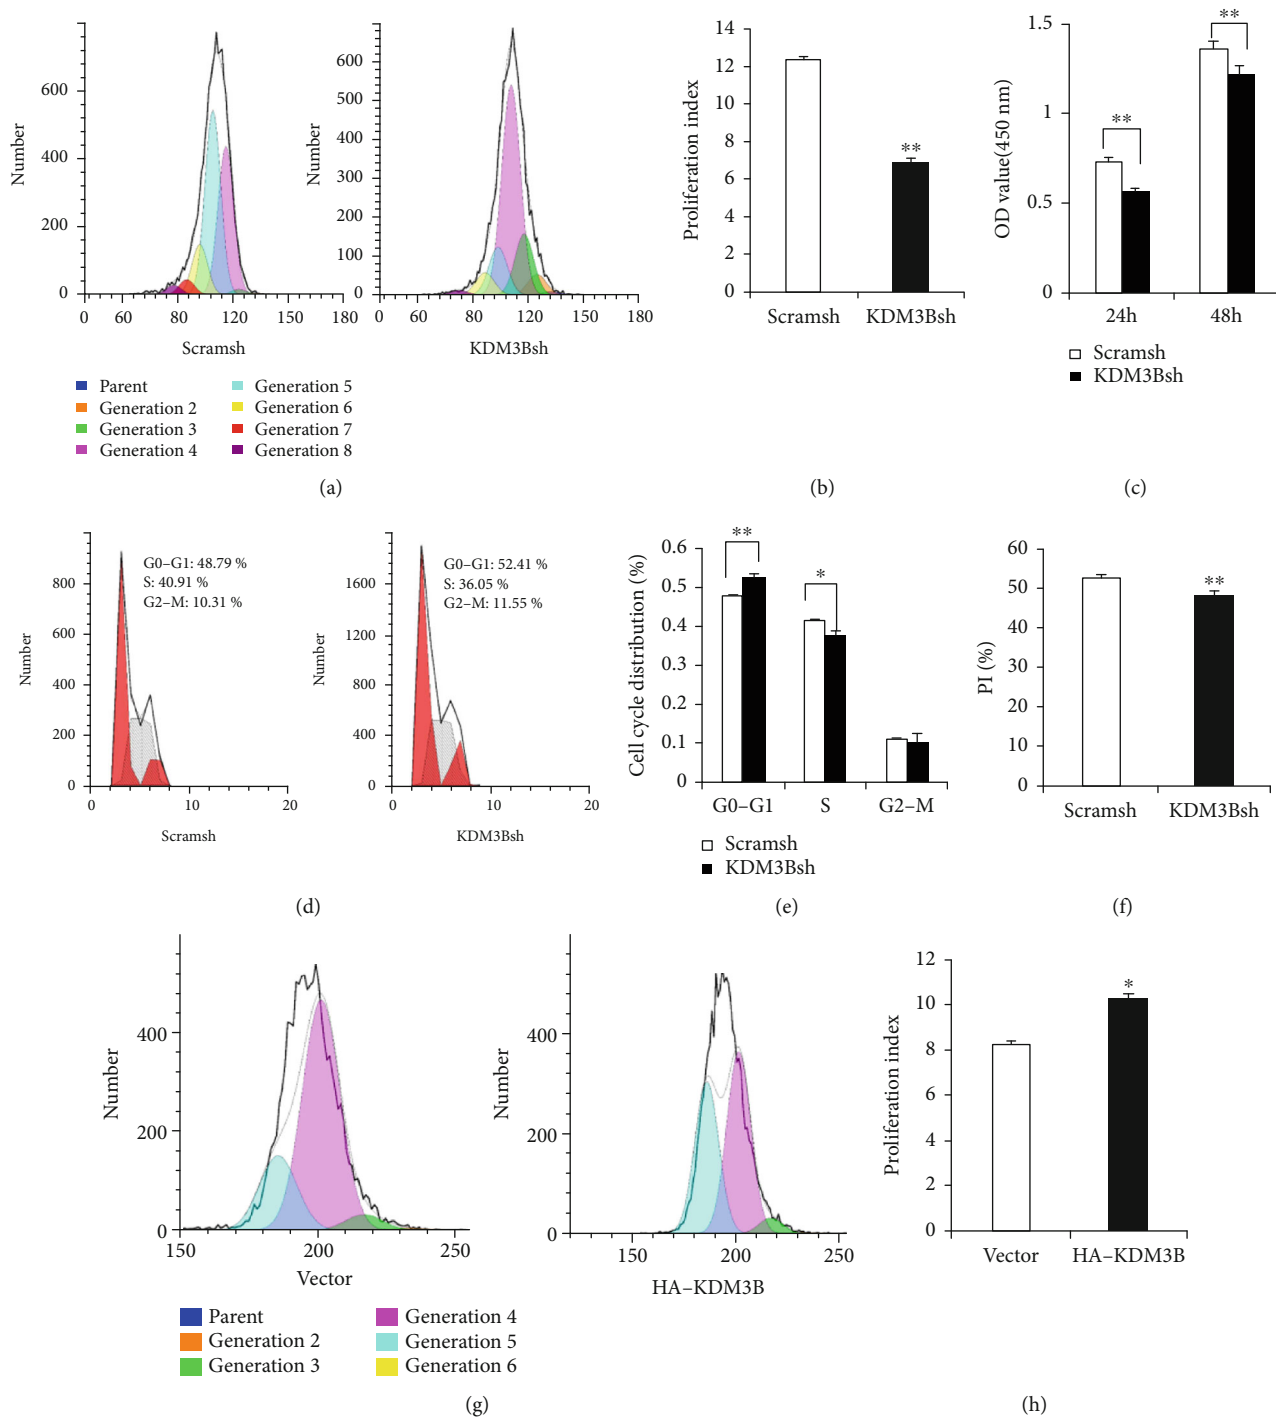 800
600
400
200
0
Number
0 60 80 120 150 180
Scramsh
600
500
400
300
200
100
0
Number
0 60 80 120 150 180
KDM3Bsh
Parent
Generation 2
Generation 3
Generation 4
Generation 5
Generation 6
Generation 7
Generation 8
(a)
14
12
10
8
6
4
2
0
Proliferation index
**
Scramsh KDM3Bsh
(b)
1.5
1
0.5
0
OD value(450 nm)
**
**
24h 48h
Scramsh
KDM3Bsh
(c)
800
800
600
400
200
0
Number
G0–G1: 48.79 %
S: 40.91 %
G2–M: 10.31 %
0 10 20
Scramsh
(d)
1600
1200
800
400
0
Number
G0–G1: 52.41 %
S: 36.05 %
G2–M: 11.55 %
0 10 20
KDM3Bsh
0.6
0.5
0.4
0.3
0.2
0.1
0
Cell cycle distribution (%)
**
*
G0–G1 S G2–M
Scramsh
KDM3Bsh
(e)
60
50
40
30
20
10
0
PI (%)
**
Scramsh KDM3Bsh
(f)
400
200
0
Number
150 200 250
Vector
400
200
0
Number
150 200 250
HA–KDM3B
Parent
Generation 2
Generation 3
Generation 4
Generation 5
Generation 6
(g)
12
10
8
6
4
2
0
Proliferation index
*
Vector HA–KDM3B
(h)